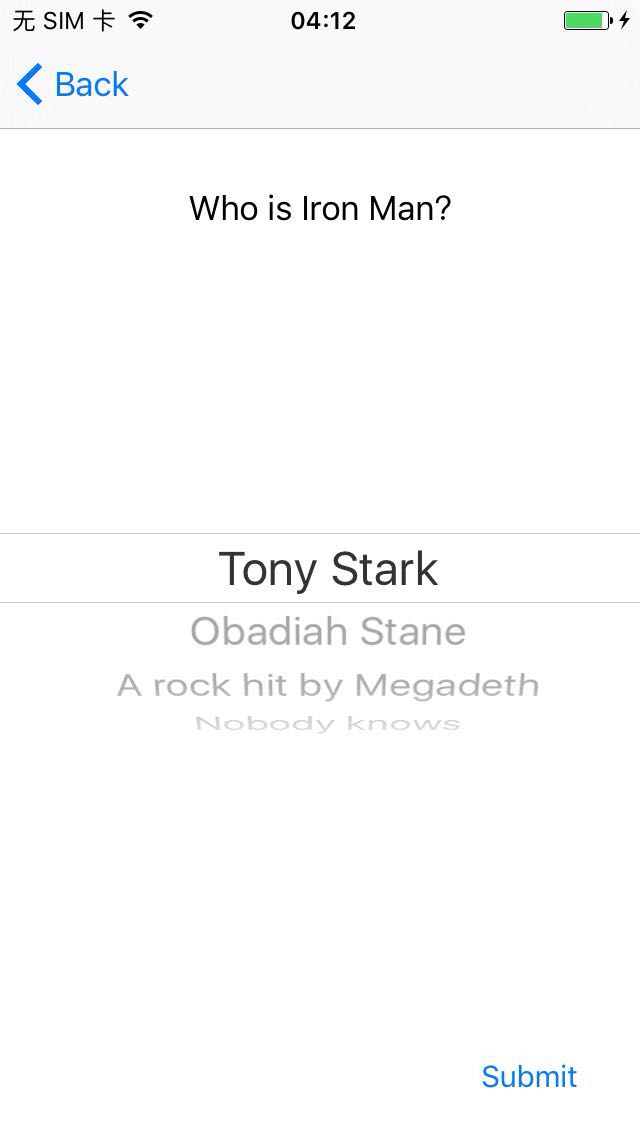 无 SIM 卡 04:12
Back
Who is Iron Man?
Tony Stark
Obadiah Stane
A rock hit by Megadeth
Nobody knows
Submit